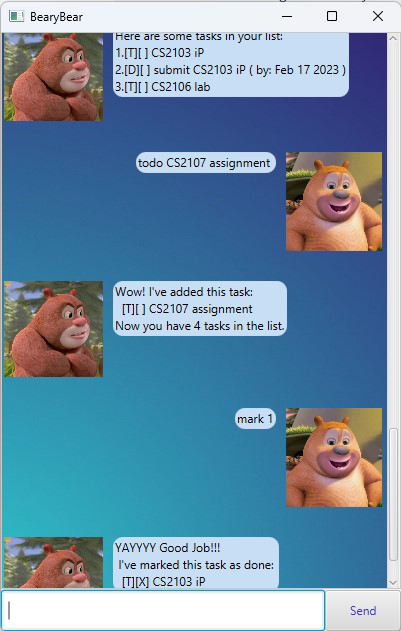 BearyBear
Here are some tasks in your list:
1.[T][ ] CS2103 iP
2.[D][ ] submit CS2103 iP ( by: Feb 17 2023 )
3.[T][ ] CS2106 lab
todo CS2107 assignment
Wow! I've added this task:
[T][ ] CS2107 assignment
Now you have 4 tasks in the list.
mark 1
YAYYYY Good Job!!!
I've marked this task as done:
[T][X] CS2103 iP
Send